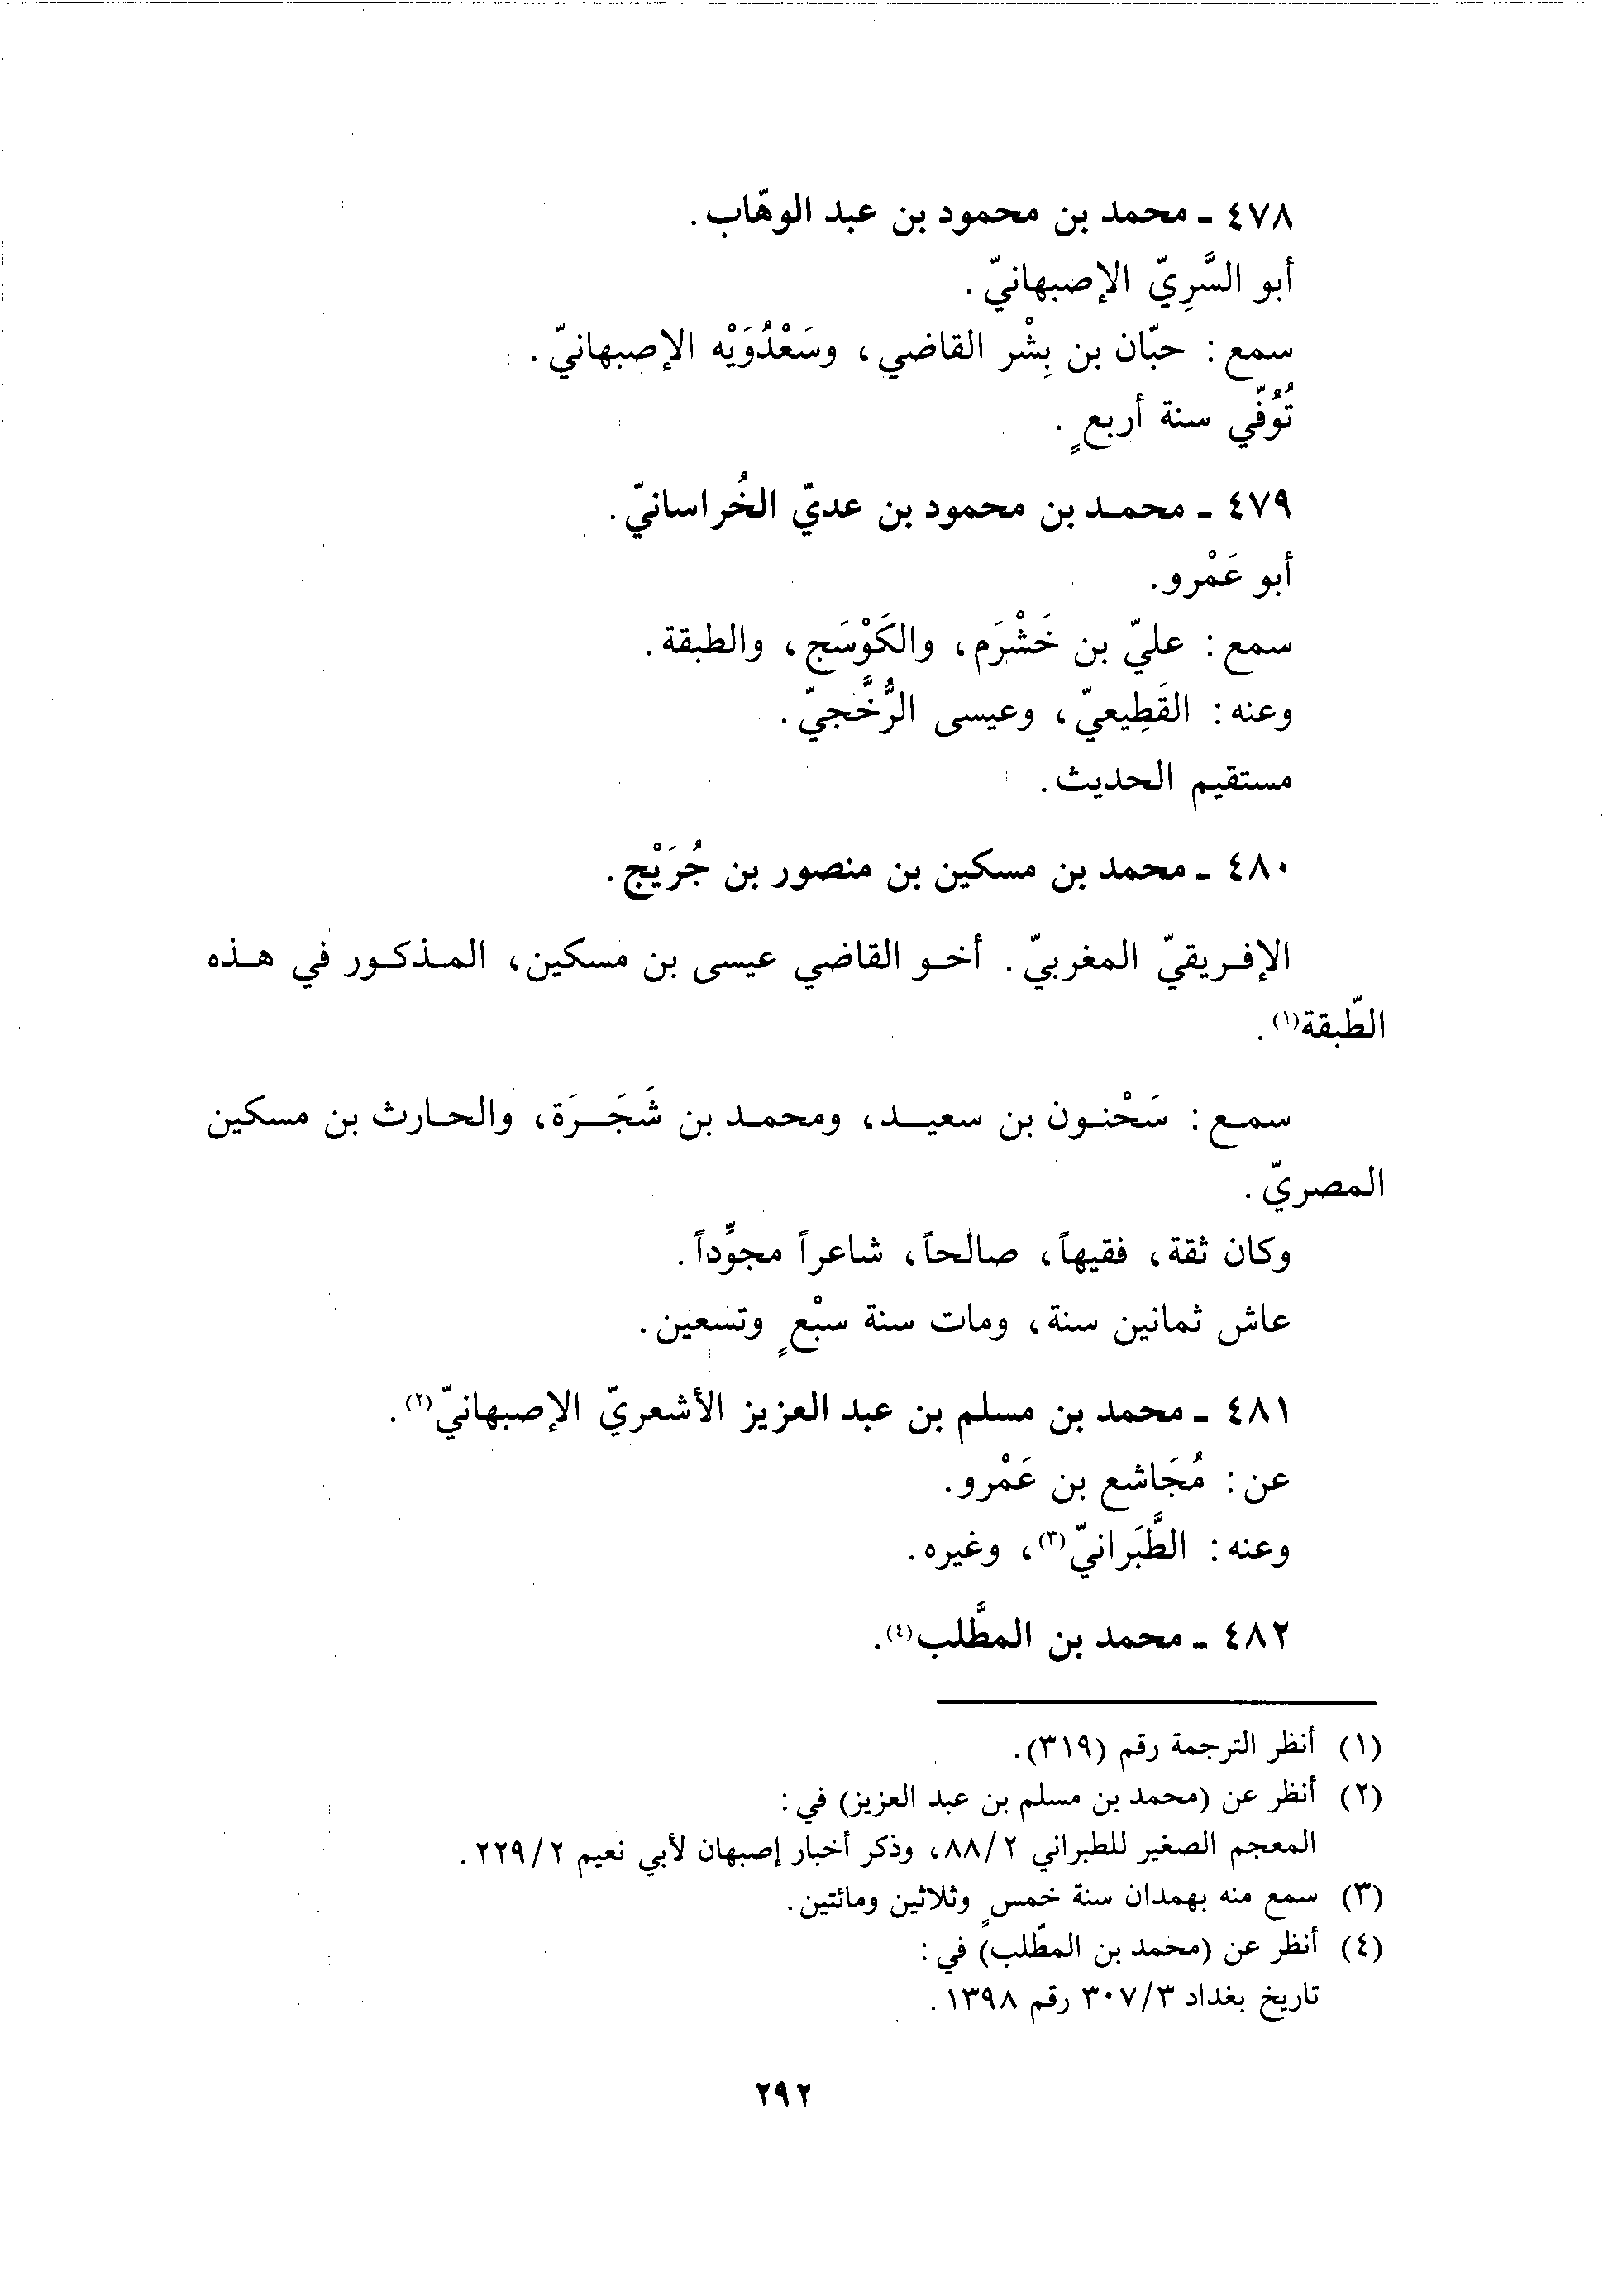 ٤٧٨ ـ محمد بن محمود بن عبد الوهّاب.
أبو السَّرِيّ الإصبهانيّ.
سمع: حبّان بن بِشْر القاضي، وسَعْدُوَيْه الإصبهانيّ.
تُوُفّي سنة أربعٍ.
٤٧٩ ـ محمد بن محمود بن عديّ الخُراسانيّ.
أبو عَمْرو.
سمع: عليّ بن خَشْرَم، والكَوْسَج، والطبقة.
وعنه: القَطِيعيّ، وعيسى الرُّخَّجيّ.
مستقيم الحديث.
٤٨٠ ـ محمد بن مسكين بن منصور بن جُرَيْج.
الإفريقيّ المغربيّ. أخو القاضي عيسى بن مسكين، المذكور في هذه
الطّبقة(١).
سمع: سَحْنون بن سعيد، ومحمد بن شَجَرَة، والحارث بن مسكين
المصريّ.
وكان ثقة، فقيهاً، صالحاً، شاعراً مجوِّداً.
عاش ثمانين سنة، ومات سنة سبْعٍ وتسعين.
٤٨١ ـ محمد بن مسلم بن عبد العزيز الأشعريّ الإصبهانيّ(٢).
عن: مُجَاشع بن عَمْرو.
وعنه: الطَّبَرانيّ(٣)، وغيره.
٤٨٢ ـ محمد بن المطَّلب(٤).
(١) أنظر الترجمة رقم (٣١٩).
(٢) أنظر عن (محمد بن مسلم بن عبد العزيز) في:
المعجم الصغير للطبراني ٨٨/٢، وذكر أخبار إصبهان لأبي نعيم ٢٢٩/٢.
(٣) سمع منه بهمدان سنة خمسٍ وثلاثين ومائتين.
(٤) أنظر عن (محمد بن المطّلب) في:
تاريخ بغداد ٣٠٧/٣ رقم ١٣٩٨.
٢٩٢